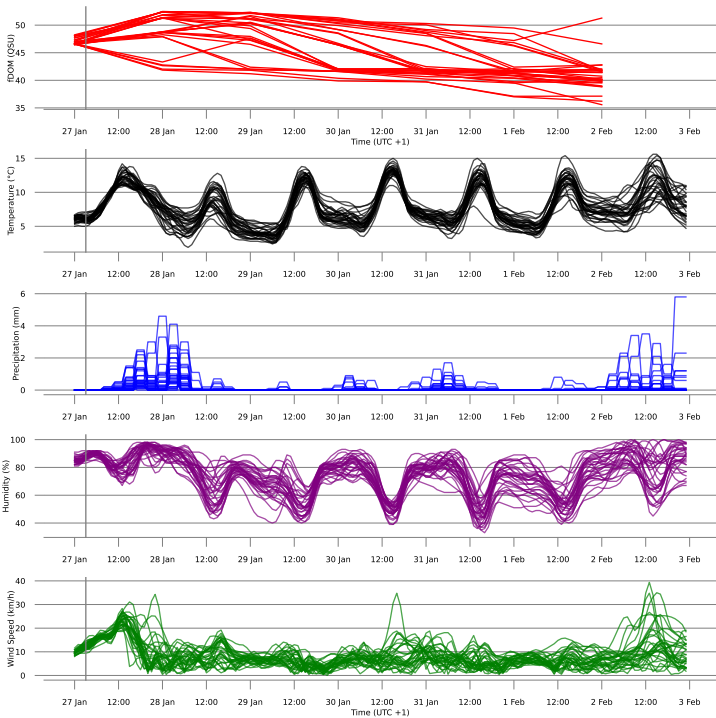 50
45
40
35
fDOM (QSU)
27 Jan 12:00 28 Jan 12:00 29 Jan 12:00 30 Jan 12:00 31 Jan 12:00 1 Feb 12:00 2 Feb 12:00 3 Feb
Time (UTC +1)
15
10
5
Temperature (°C)
27 Jan 12:00 28 Jan 12:00 29 Jan 12:00 30 Jan 12:00 31 Jan 12:00 1 Feb 12:00 2 Feb 12:00 3 Feb
6
4
2
0
Precipitation (mm)
27 Jan 12:00 28 Jan 12:00 29 Jan 12:00 30 Jan 12:00 31 Jan 12:00 1 Feb 12:00 2 Feb 12:00 3 Feb
100
80
60
40
Humidity (%)
27 Jan 12:00 28 Jan 12:00 29 Jan 12:00 30 Jan 12:00 31 Jan 12:00 1 Feb 12:00 2 Feb 12:00 3 Feb
40
30
20
10
0
Wind Speed (km/h)
27 Jan 12:00 28 Jan 12:00 29 Jan 12:00 30 Jan 12:00 31 Jan 12:00 1 Feb 12:00 2 Feb 12:00 3 Feb
Time (UTC +1)